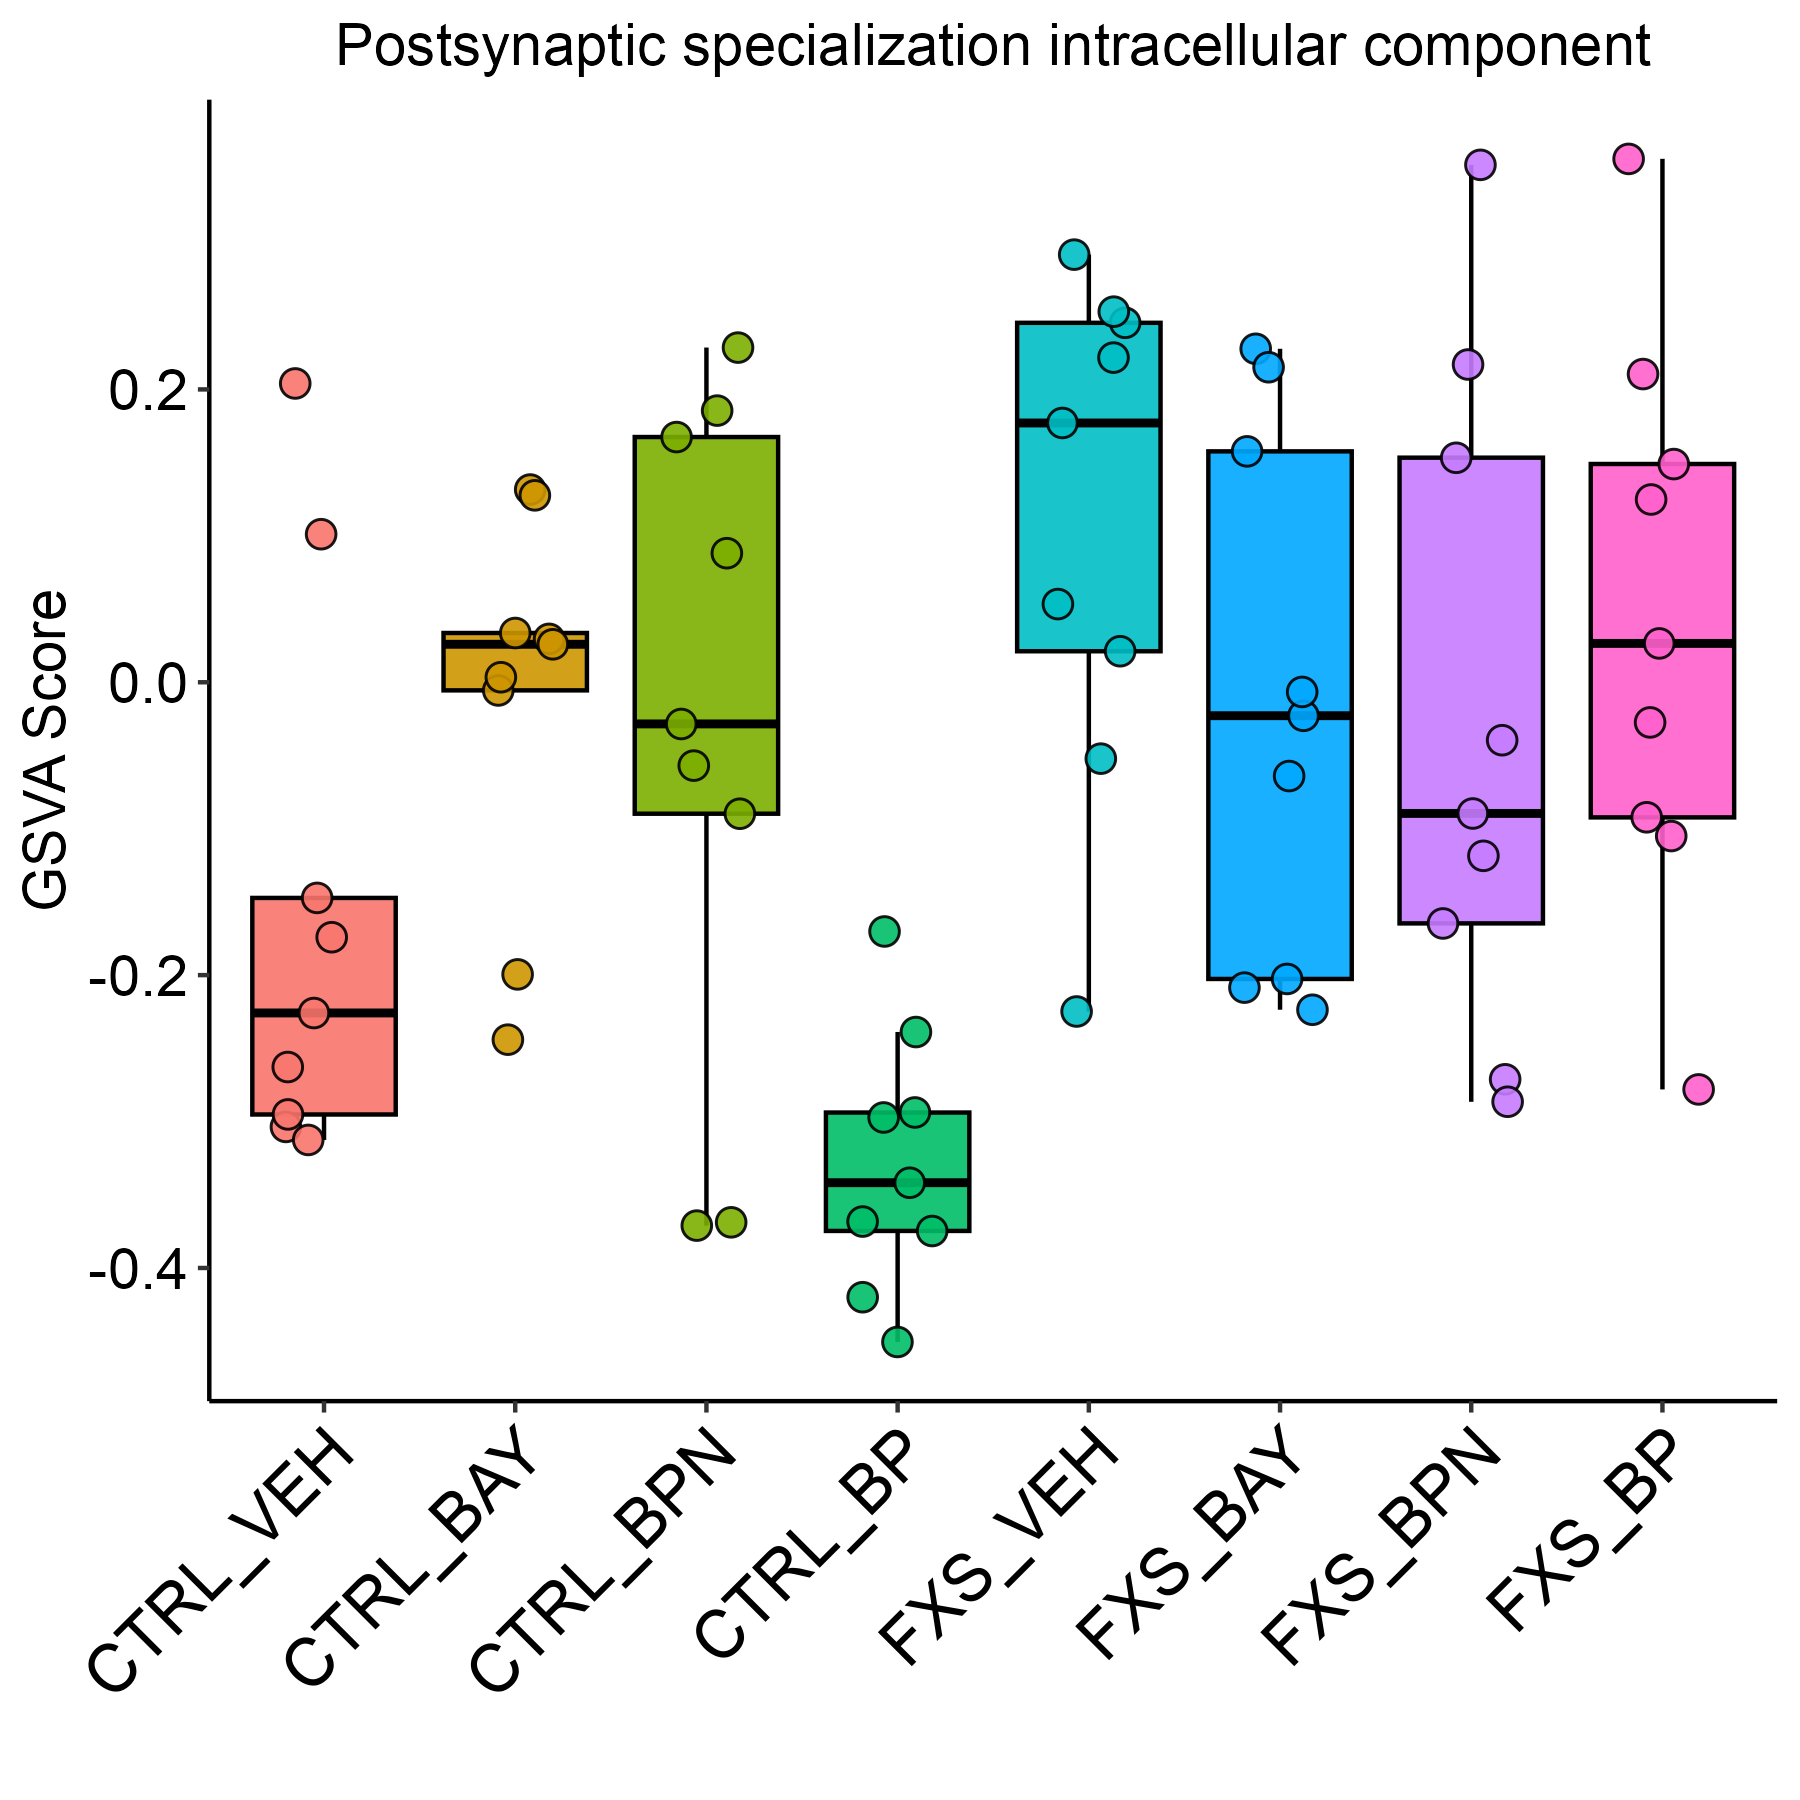 Postsynaptic specialization intracellular component
GSVA Score
0.2
0.0
-0.2
-0.4
CTRL_VEH
CTRL_BAY
CTRL_BPN
CTRL_BP
FXS_VEH
FXS_BAY
FXS_BPN
FXS_BP